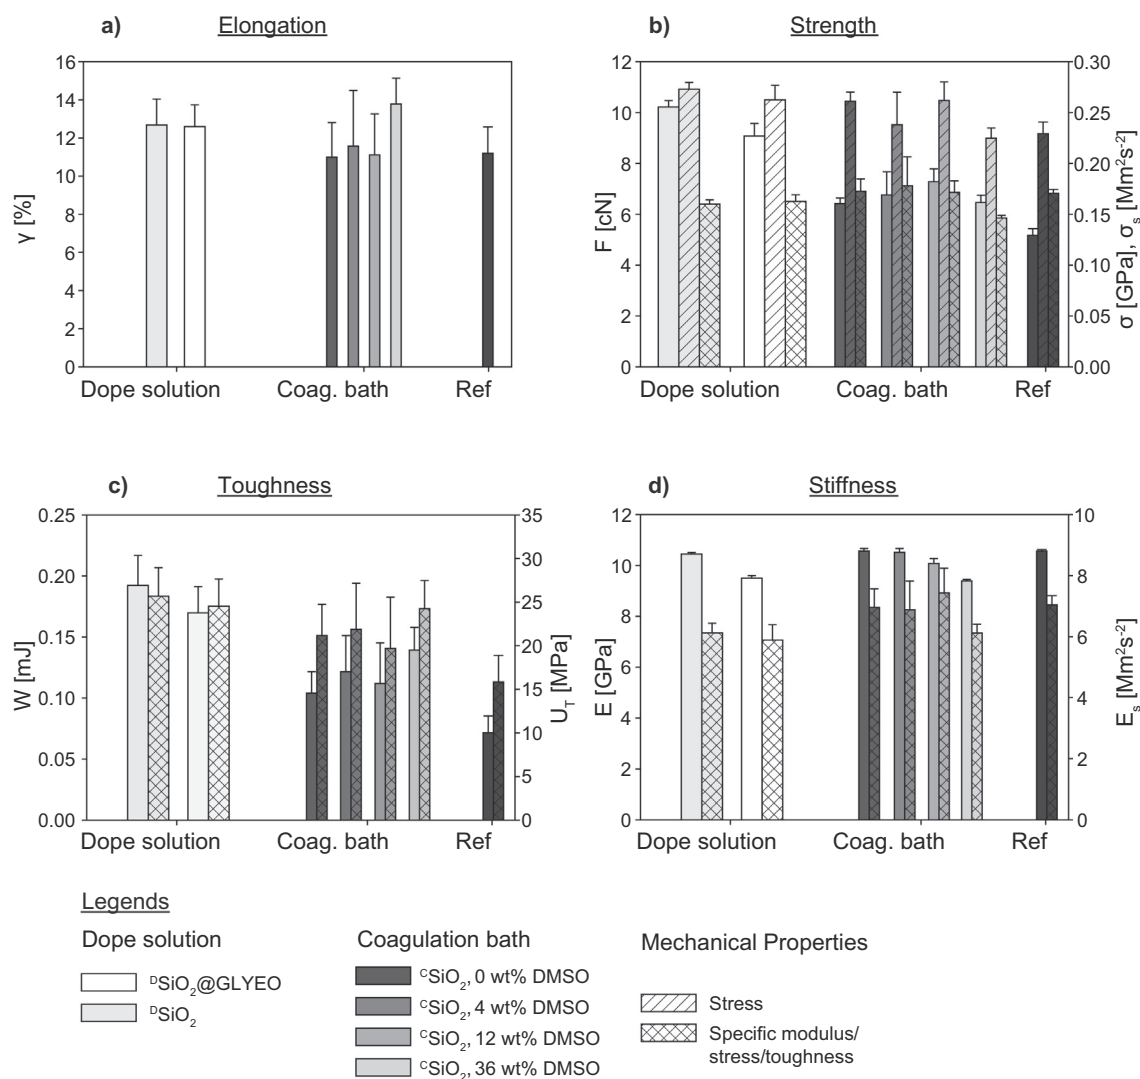 a) Elongation
b) Strength
16
14
12
10
8
6
4
2
0
γ [%]
Dope solution Coag. bath Ref
12
10
8
6
4
2
0
F [cN]
0.30
0.25
0.20
0.15
0.10
0.05
0.00
σ [GPa], σₛ [Mm²s⁻²]
Dope solution Coag. bath Ref
c) Toughness
d) Stiffness
0.25
0.20
0.15
0.10
0.05
0.00
W [mJ]
35
30
25
20
15
10
5
0
U_T [MPa]
Dope solution Coag. bath Ref
12
10
8
6
4
2
0
E [GPa]
10
8
6
4
2
0
Eₛ [Mm²s⁻²]
Dope solution Coag. bath Ref
Legends
Dope solution
ᴰSiO₂@GLYEO
ᴰSiO₂
Coagulation bath
ᶜSiO₂, 0 wt% DMSO
ᶜSiO₂, 4 wt% DMSO
ᶜSiO₂, 12 wt% DMSO
ᶜSiO₂, 36 wt% DMSO
Mechanical Properties
Stress
Specific modulus/
stress/toughness